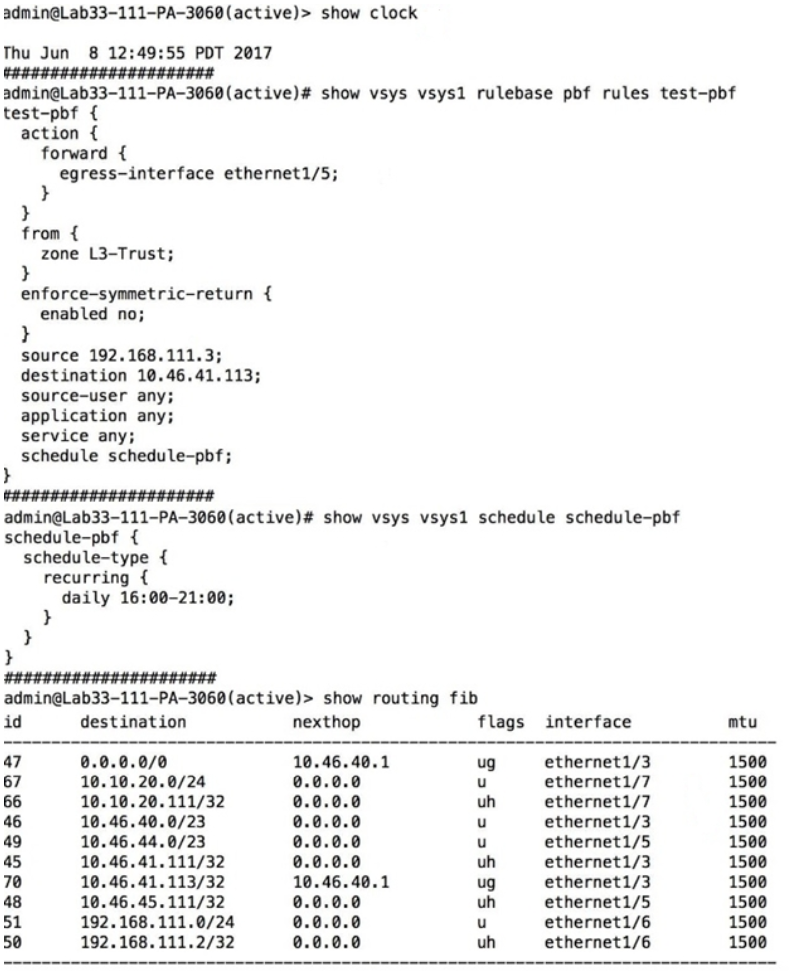 admin@Lab33-111-PA-3060(active)> show clock
Thu Jun  8 12:49:55 PDT 2017
######################
admin@Lab33-111-PA-3060(active)# show vsys vsys1 rulebase pbf rules test-pbf
test-pbf {
  action {
    forward {
      egress-interface ethernet1/5;
    }
  }
  from {
    zone L3-Trust;
  }
  enforce-symmetric-return {
    enabled no;
  }
  source 192.168.111.3;
  destination 10.46.41.113;
  source-user any;
  application any;
  service any;
  schedule schedule-pbf;
}
######################
admin@Lab33-111-PA-3060(active)# show vsys vsys1 schedule schedule-pbf
schedule-pbf {
  schedule-type {
    recurring {
      daily 16:00-21:00;
    }
  }
}
######################
admin@Lab33-111-PA-3060(active)> show routing fib
id      destination           nexthop            flags  interface          mtu
--------------------------------------------------------------------------------
47      0.0.0.0/0             10.46.40.1         ug     ethernet1/3        1500
67      10.10.20.0/24         0.0.0.0            u      ethernet1/7        1500
66      10.10.20.111/32       0.0.0.0            uh     ethernet1/7        1500
46      10.46.40.0/23         0.0.0.0            u      ethernet1/3        1500
49      10.46.44.0/23         0.0.0.0            u      ethernet1/5        1500
45      10.46.41.111/32       0.0.0.0            uh     ethernet1/3        1500
70      10.46.41.113/32       10.46.40.1         ug     ethernet1/3        1500
48      10.46.45.111/32       0.0.0.0            uh     ethernet1/5        1500
51      192.168.111.0/24      0.0.0.0            u      ethernet1/6        1500
50      192.168.111.2/32      0.0.0.0            uh     ethernet1/6        1500
--------------------------------------------------------------------------------